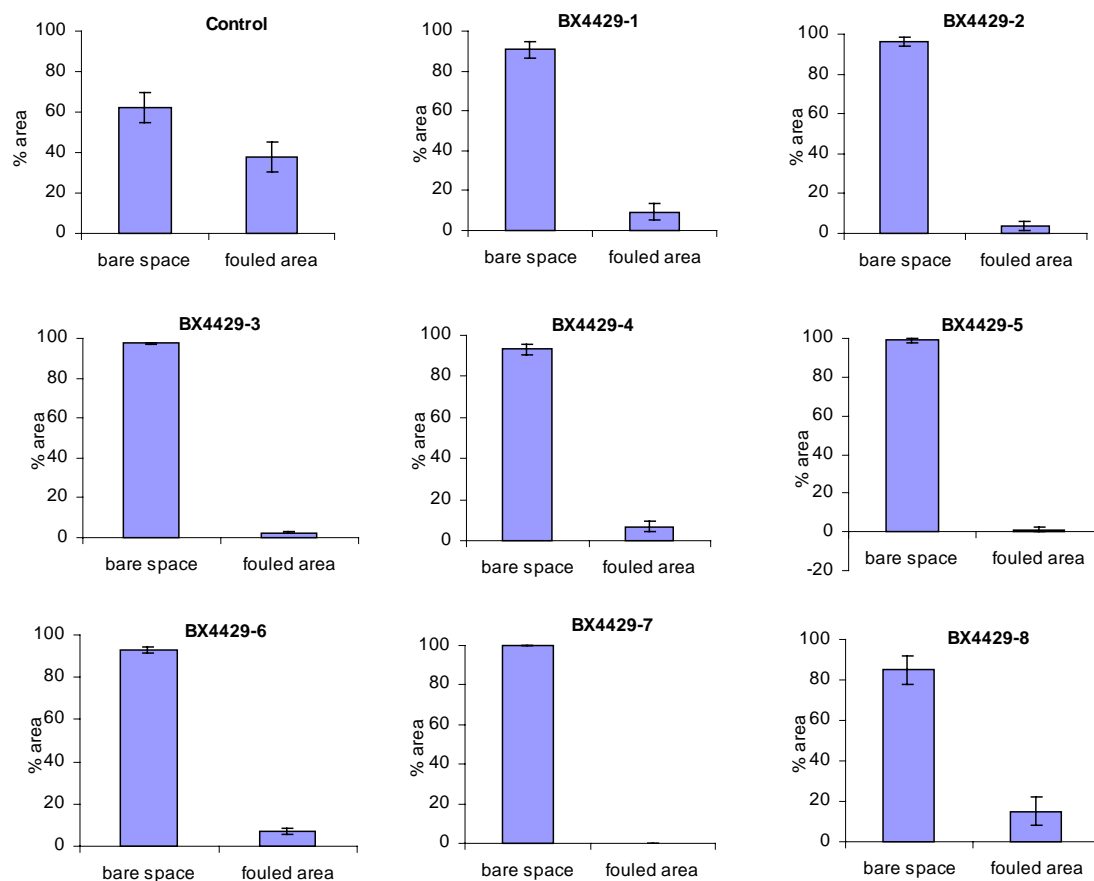 Control
100
80
60
40
20
0
% area
bare space
fouled area
BX4429-1
100
80
60
40
20
0
% area
bare space
fouled area
BX4429-2
100
80
60
40
20
0
% area
bare space
fouled area
BX4429-3
100
80
60
40
20
0
% area
bare space
fouled area
BX4429-4
100
80
60
40
20
0
% area
bare space
fouled area
BX4429-5
100
80
60
40
20
0
-20
% area
bare space
fouled area
BX4429-6
100
80
60
40
20
0
% area
bare space
fouled area
BX4429-7
100
80
60
40
20
0
% area
bare space
fouled area
BX4429-8
100
80
60
40
20
0
% area
bare space
fouled area